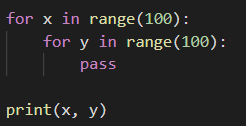 for x in range(100):
    for y in range(100):
        pass

print(x, y)